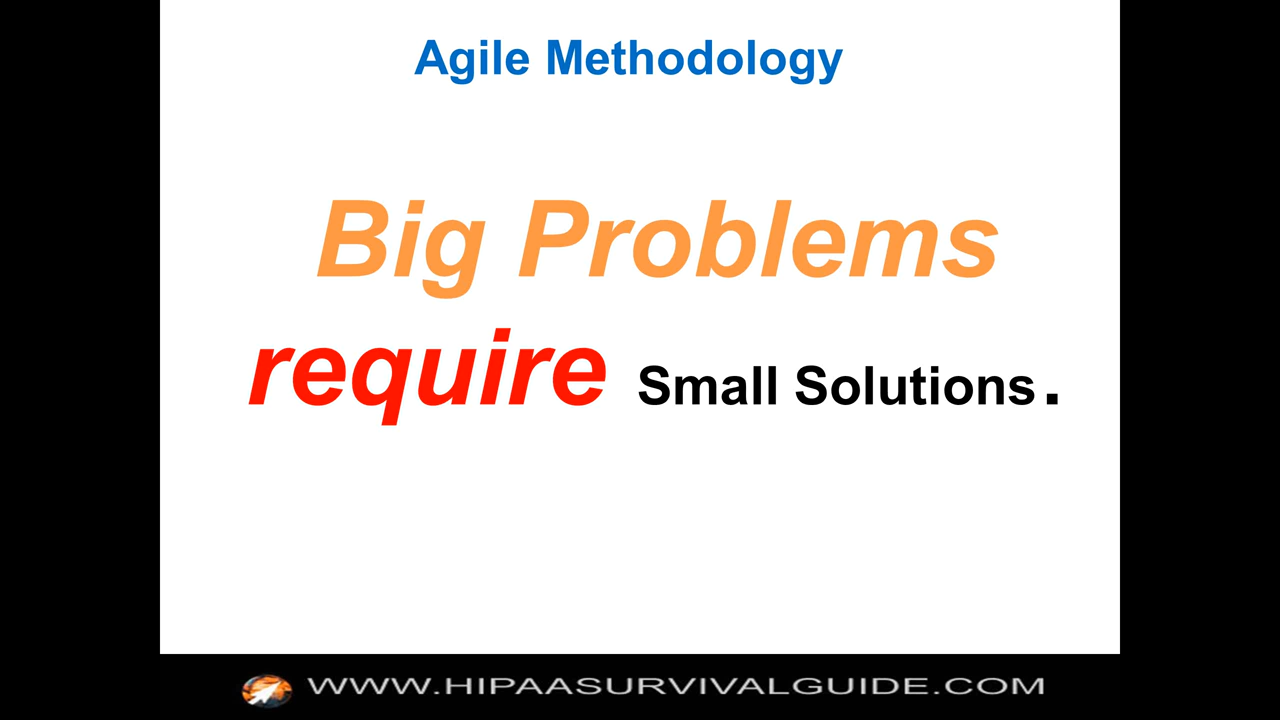 Agile Methodology
Big Problems
require Small Solutions.
WWW.HIPAASURVIVALGUIDE.COM